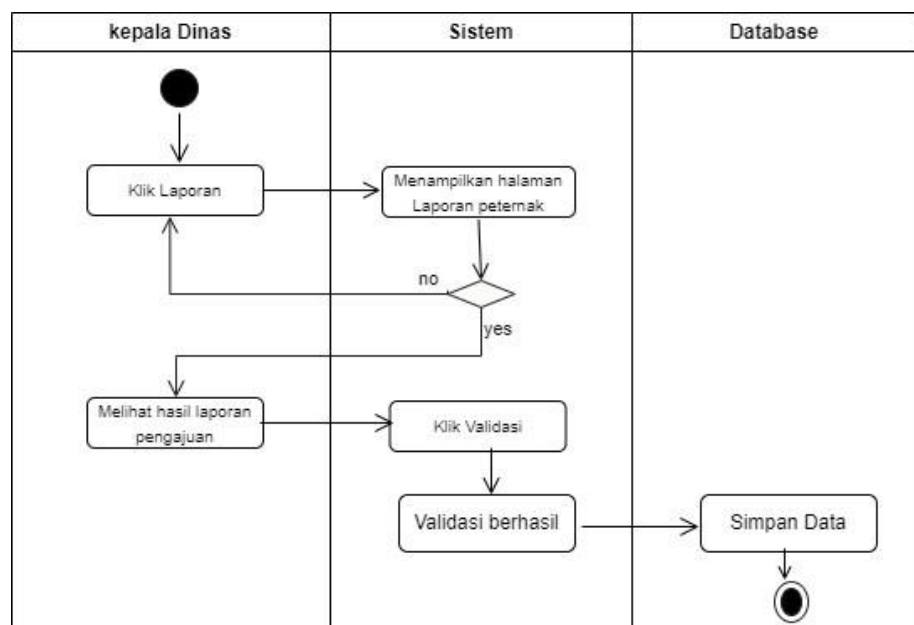 kepala Dinas
Sistem
Database
Klik Laporan
Menampilkan halaman
Laporan peternak
no
yes
Melihat hasil laporan
pengajuan
Klik Validasi
Validasi berhasil
Simpan Data